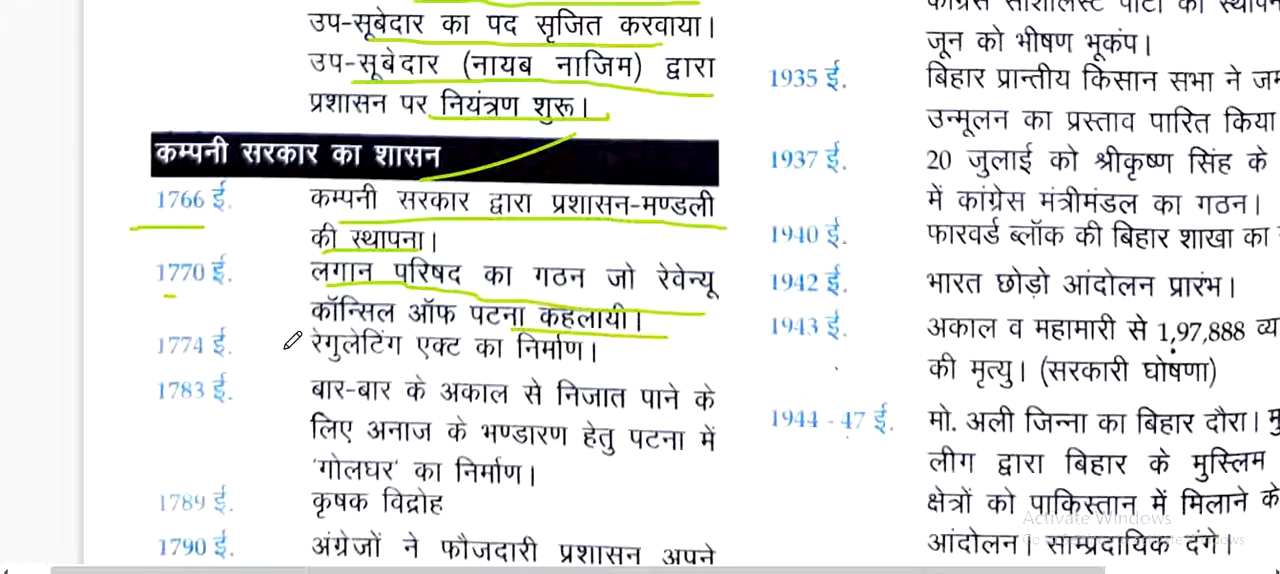 उप-सूबेदार का पद सृजित करवाया।
उप-सूबेदार (नायब नाजिम) द्वारा
प्रशासन पर नियंत्रण शुरू।
कम्पनी सरकार का शासन
1766 ई. कम्पनी सरकार द्वारा प्रशासन-मण्डली
की स्थापना।
1770 ई. लगान परिषद का गठन जो रेवेन्यू
कॉन्सिल ऑफ पटना कहलायी।
1774 ई. रेगुलेटिंग एक्ट का निर्माण।
1783 ई. बार-बार के अकाल से निजात पाने के
लिए अनाज के भण्डारण हेतु पटना में
'गोलघर' का निर्माण।
1789 ई. कृषक विद्रोह
1790 ई. अंग्रेजों ने फौजदारी प्रशासन अपने
जून को भीषण भूकंप।
1935 ई. बिहार प्रान्तीय किसान सभा ने
उन्मूलन का प्रस्ताव पारित किया
1937 ई. 20 जुलाई को श्रीकृष्ण सिंह के
में कांग्रेस मंत्रीमंडल का गठन।
1940 ई. फारवर्ड ब्लॉक की बिहार शाखा का
1942 ई. भारत छोड़ो आंदोलन प्रारंभ।
1943 ई. अकाल व महामारी से 1,97,888
की मृत्यु। (सरकारी घोषणा)
1944 - 47 ई. मो. अली जिन्ना का बिहार दौरा।
लीग द्वारा बिहार के मुस्लिम
क्षेत्रों को पाकिस्तान में मिलाने के
आंदोलन। साम्प्रदायिक दंगे।
Activate Windows